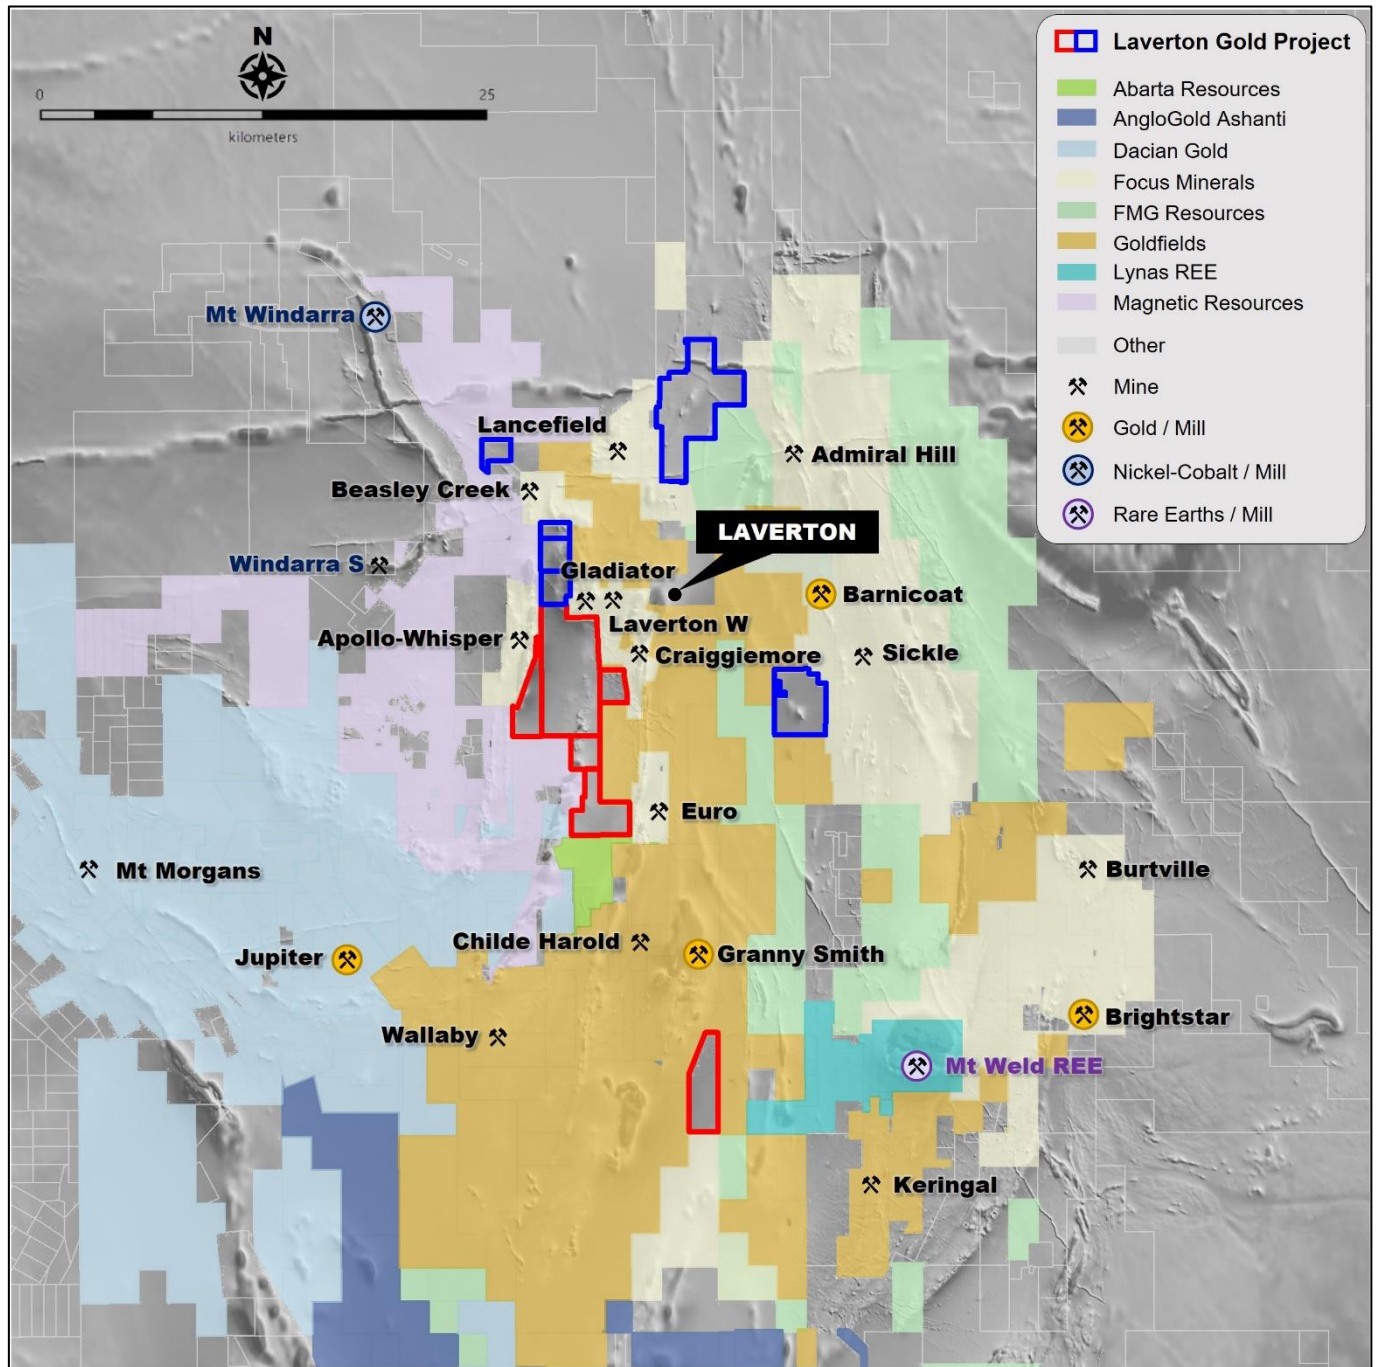 N
0
25
kilometers
Laverton Gold Project
Abarta Resources
AngloGold Ashanti
Dacian Gold
Focus Minerals
FMG Resources
Goldfields
Lynas REE
Magnetic Resources
Other
Mine
Gold / Mill
Nickel-Cobalt / Mill
Rare Earths / Mill
Mt Windarra
Lancefield
Admiral Hill
Beasley Creek
LAVERTON
Windarra S
Gladiator
Barnicoat
Laverton W
Apollo-Whisper
Craiggiemore
Sickle
Euro
Mt Morgans
Burtville
Childe Harold
Jupiter
Granny Smith
Brightstar
Wallaby
Mt Weld REE
Keringal